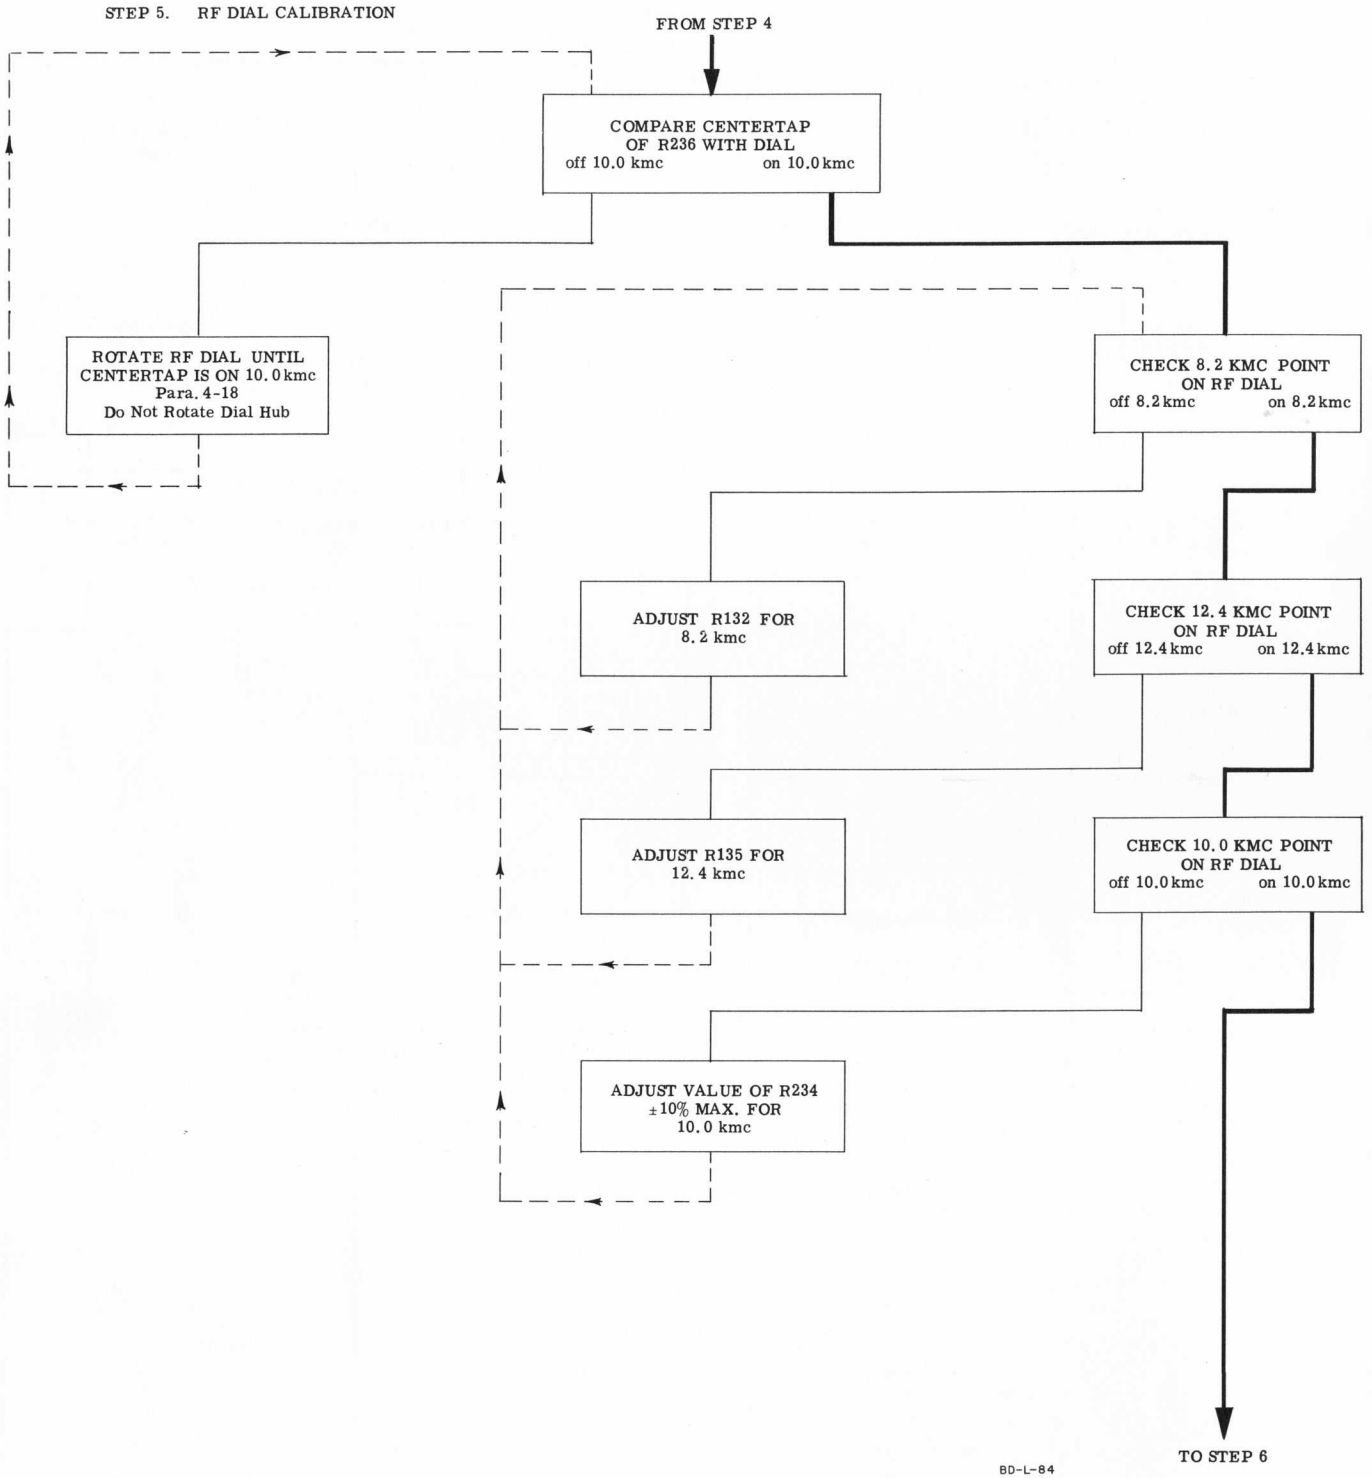 STEP 5. RF DIAL CALIBRATION
FROM STEP 4
COMPARE CENTERTAP
OF R236 WITH DIAL
off 10.0 kmc on 10.0 kmc
ROTATE RF DIAL UNTIL
CENTERTAP IS ON 10.0 kmc
Para. 4-18
Do Not Rotate Dial Hub
CHECK 8.2 KMC POINT
ON RF DIAL
off 8.2 kmc on 8.2 kmc
ADJUST R132 FOR
8.2 kmc
CHECK 12.4 KMC POINT
ON RF DIAL
off 12.4 kmc on 12.4 kmc
ADJUST R135 FOR
12.4 kmc
CHECK 10.0 KMC POINT
ON RF DIAL
off 10.0 kmc on 10.0 kmc
ADJUST VALUE OF R234
±10% MAX. FOR
10.0 kmc
TO STEP 6
BD-L-84